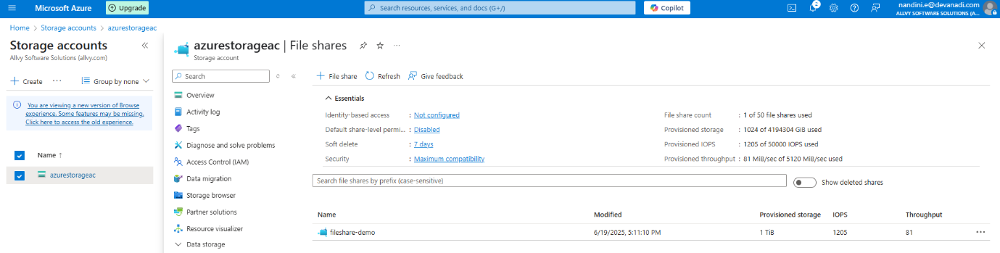 Microsoft Azure
Upgrade
Search resources, services, and docs (G+/)
Copilot
2
nandini.e@devanadi.com
ALLVY SOFTWARE SOLUTIONS (A...
Home > Storage accounts > azurestorageac
Storage accounts
Allvy Software Solutions (allvy.com)
+ Create ... Group by none
You are viewing a new version of Browse
experience. Some features may be missing.
Click here to access the old experience.
Name ↑
azurestorageac
azurestorageac | File shares
Storage account
Search
Overview
Activity log
Tags
Diagnose and solve problems
Access Control (IAM)
Data migration
Storage browser
Partner solutions
Resource visualizer
Data storage
+ File share Refresh Give feedback
Essentials
Identity-based access : Not configured
Default share-level permi... : Disabled
Soft delete : 7 days
Security : Maximum compatibility
File share count : 1 of 50 file shares used
Provisioned storage : 1024 of 4194304 GiB used
Provisioned IOPS : 1205 of 50000 IOPS used
Provisioned throughput : 81 MiB/sec of 5120 MiB/sec used
Search file shares by prefix (case-sensitive)
Show deleted shares
Name Modified Provisioned storage IOPS Throughput
fileshare-demo 6/19/2025, 5:11:10 PM 1 TiB 1205 81 ...